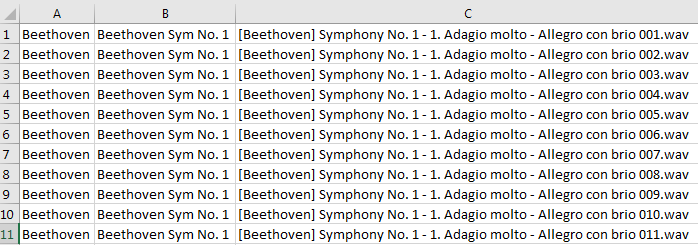 A B C
1 Beethoven Beethoven Sym No. 1 [Beethoven] Symphony No. 1 - 1. Adagio molto - Allegro con brio 001.wav
2 Beethoven Beethoven Sym No. 1 [Beethoven] Symphony No. 1 - 1. Adagio molto - Allegro con brio 002.wav
3 Beethoven Beethoven Sym No. 1 [Beethoven] Symphony No. 1 - 1. Adagio molto - Allegro con brio 003.wav
4 Beethoven Beethoven Sym No. 1 [Beethoven] Symphony No. 1 - 1. Adagio molto - Allegro con brio 004.wav
5 Beethoven Beethoven Sym No. 1 [Beethoven] Symphony No. 1 - 1. Adagio molto - Allegro con brio 005.wav
6 Beethoven Beethoven Sym No. 1 [Beethoven] Symphony No. 1 - 1. Adagio molto - Allegro con brio 006.wav
7 Beethoven Beethoven Sym No. 1 [Beethoven] Symphony No. 1 - 1. Adagio molto - Allegro con brio 007.wav
8 Beethoven Beethoven Sym No. 1 [Beethoven] Symphony No. 1 - 1. Adagio molto - Allegro con brio 008.wav
9 Beethoven Beethoven Sym No. 1 [Beethoven] Symphony No. 1 - 1. Adagio molto - Allegro con brio 009.wav
10 Beethoven Beethoven Sym No. 1 [Beethoven] Symphony No. 1 - 1. Adagio molto - Allegro con brio 010.wav
11 Beethoven Beethoven Sym No. 1 [Beethoven] Symphony No. 1 - 1. Adagio molto - Allegro con brio 011.wav